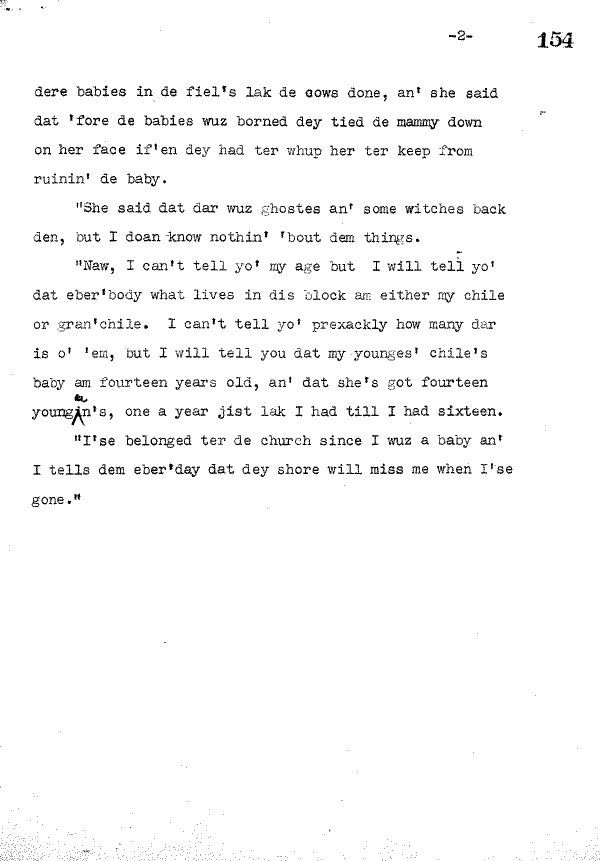 -2- 154
dere babies in de fiel's lak de cows done, an' she said
dat 'fore de babies wuz borned dey tied de mammy down
on her face if'en dey had ter whup her ter keep from
ruinin' de baby.
"She said dat dar wuz ghostes an' some witches back
den, but I doan know nothin' 'bout dem things.
"Naw, I can't tell yo' my age but I will tell yo'
dat eber'body what lives in dis block am either my chile
or gran'chile. I can't tell yo' prexackly how many dar
is o' 'em, but I will tell you dat my younges' chile's
baby am fourteen years old, an' dat she's got fourteen
youngin's, one a year jist lak I had till I had sixteen.
"I'se belonged ter de church since I wuz a baby an'
I tells dem eber'day dat dey shore will miss me when I'se
gone."